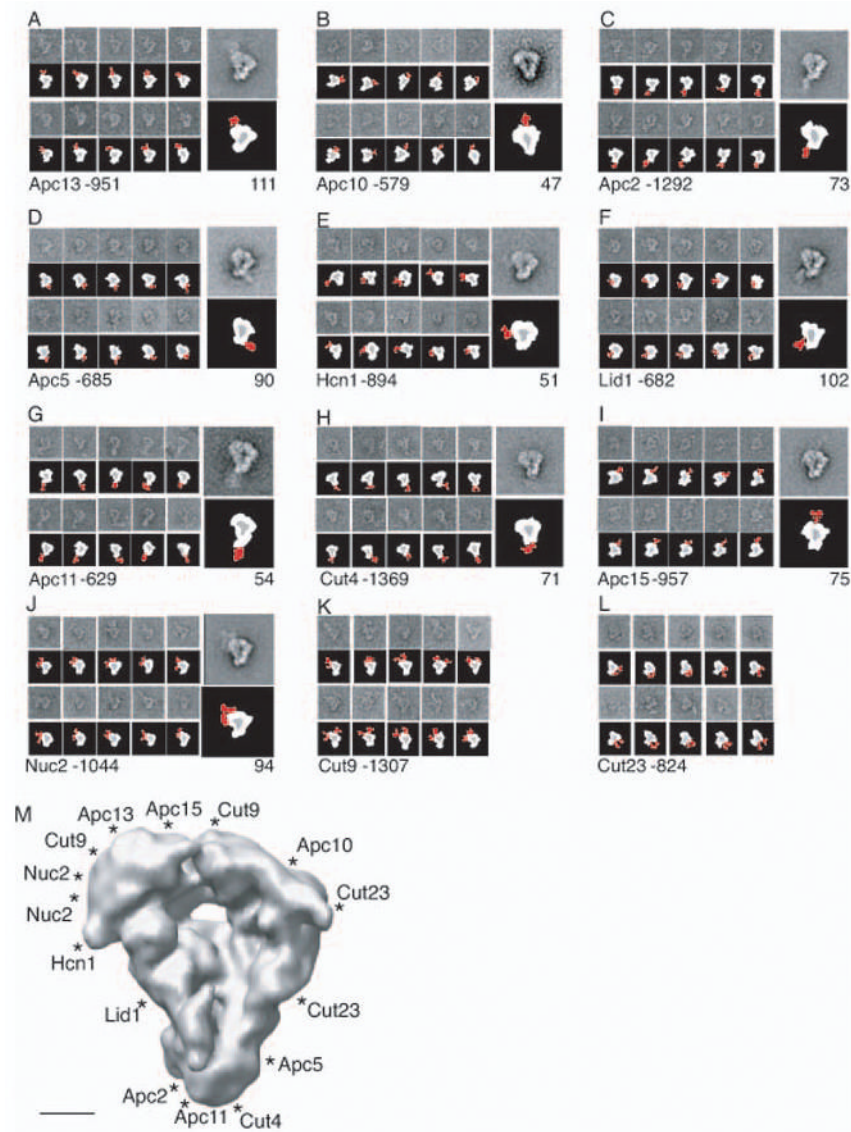 A
B
C
Apc13 -951 111
Apc10 -579 47
Apc2 -1292 73
D
E
F
Apc5 -685 90
Hcn1 -894 51
Lid1 -682 102
G
H
I
Apc11 -629 54
Cut4 -1369 71
Apc15 -957 75
J
K
L
Nuc2 -1044 94
Cut9 -1307
Cut23 -824
M
Apc13
Apc15
Cut9
Cut9
Apc10
Nuc2
Cut23
Nuc2
Hcn1
Lid1
Cut23
Apc5
Apc2
Apc11
Cut4